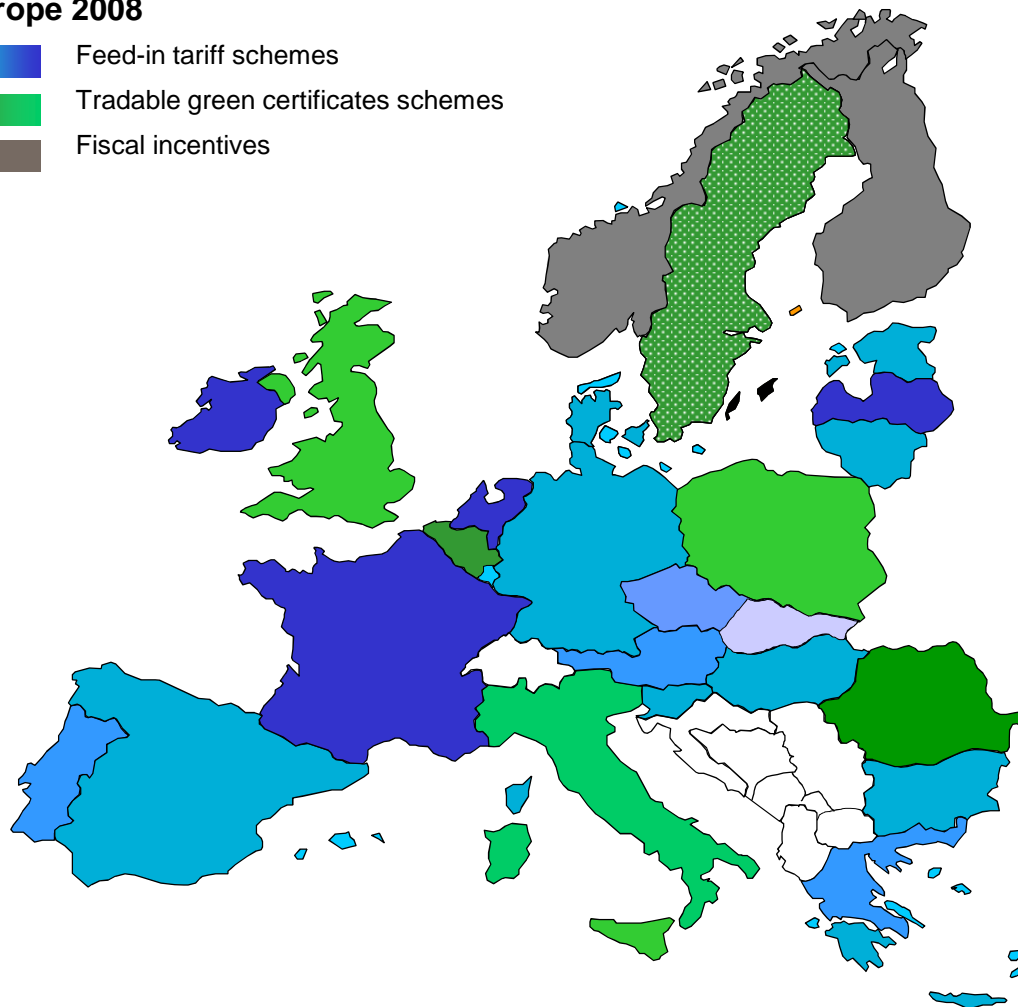 rope 2008
Feed-in tariff schemes
Tradable green certificates schemes
Fiscal incentives